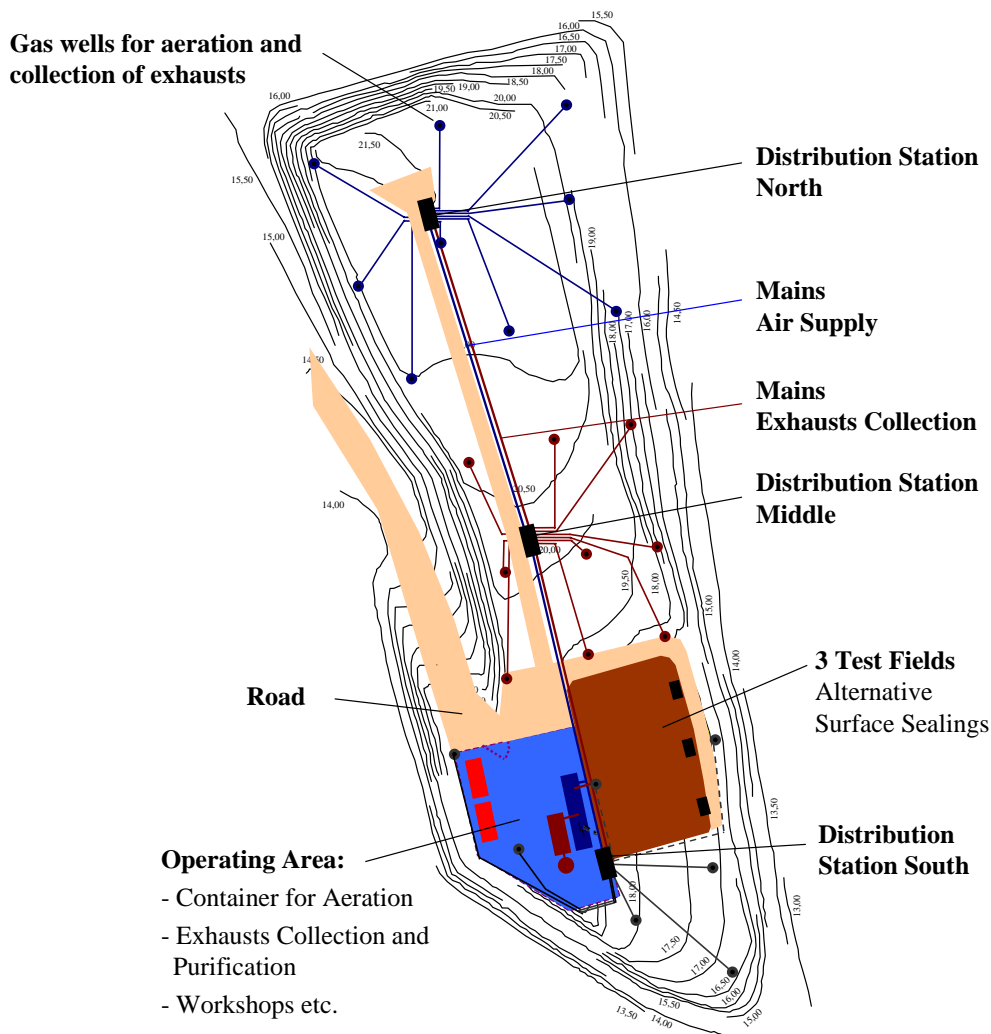 Gas wells for aeration and
collection of exhausts
15,50
16,00
16,50
17,00
17,50
18,00
18,50
19,00
19,50
20,00
20,50
21,00
21,50
16,00
15,50
15,00
Distribution Station
North
19,00
18,00
17,00
16,00
14,50
Mains
Air Supply
Mains
Exhausts Collection
14,00
20,50
Distribution Station
Middle
20,00
19,50
18,00
15,00
14,00
3 Test Fields
Alternative
Surface Sealings
Road
13,50
Distribution
Station South
Operating Area:
- Container for Aeration
- Exhausts Collection and
Purification
- Workshops etc.
18,00
17,50
17,00
16,50
16,00
15,50
15,00
14,00
13,50
13,00